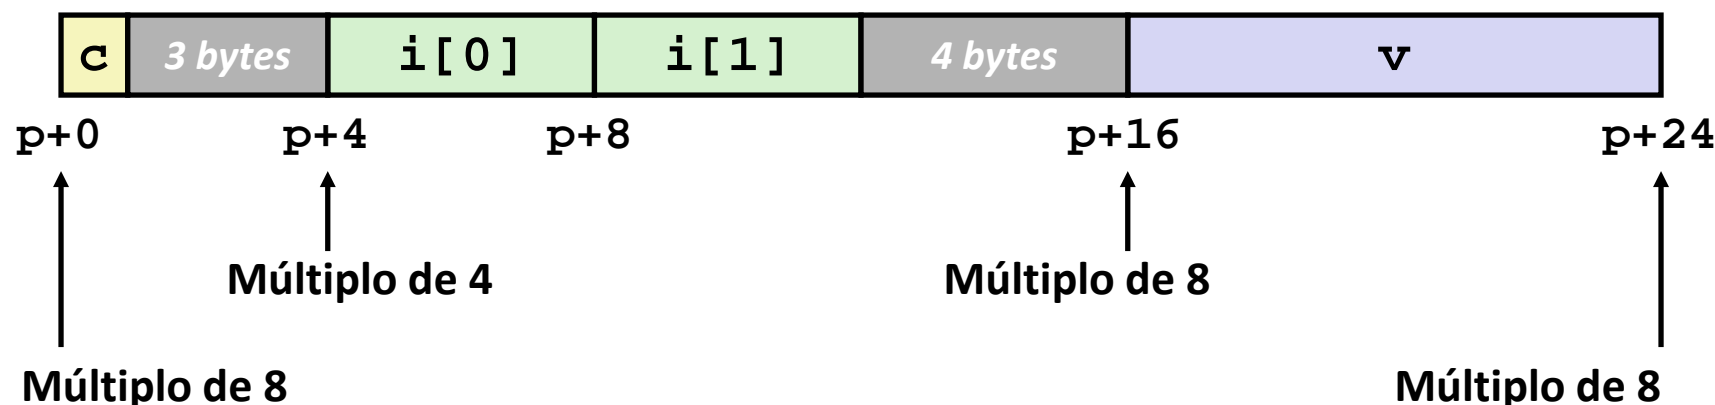 c 3 bytes i[0] i[1] 4 bytes v
p+0 p+4 p+8 p+16 p+24
Múltiplo de 4 Múltiplo de 8
Múltiplo de 8 Múltiplo de 8